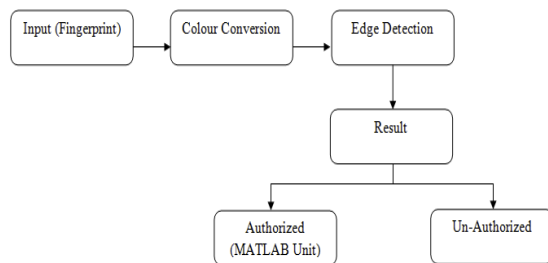 Input (Fingerprint)
Colour Conversion
Edge Detection
Result
Authorized
(MATLAB Unit)
Un-Authorized